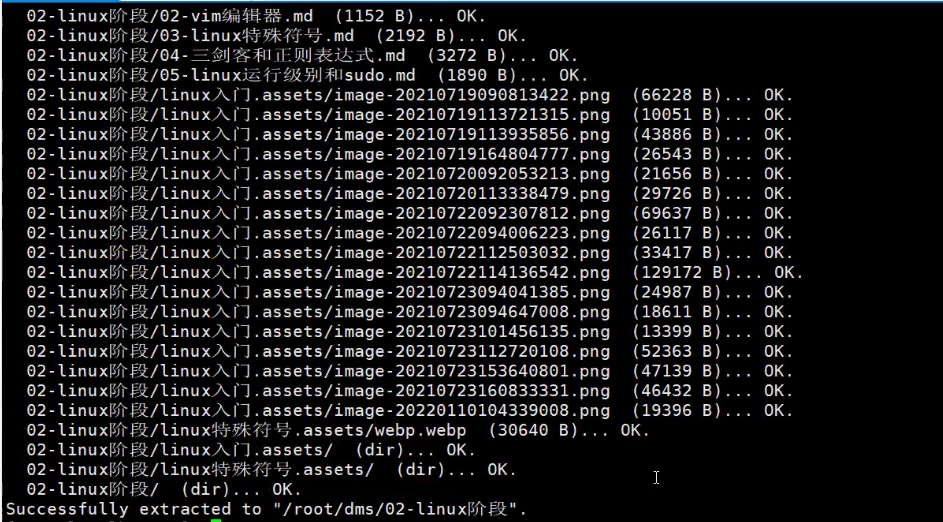 02-linux阶段/02-vim编辑器.md  (1152 B)... OK.
02-linux阶段/03-linux特殊符号.md  (2192 B)... OK.
02-linux阶段/04-三剑客和正则表达式.md  (3272 B)... OK.
02-linux阶段/05-linux运行级别和sudo.md  (1890 B)... OK.
02-linux阶段/linux入门.assets/image-20210719090813422.png  (66228 B)... OK.
02-linux阶段/linux入门.assets/image-20210719113721315.png  (10051 B)... OK.
02-linux阶段/linux入门.assets/image-20210719113935856.png  (43886 B)... OK.
02-linux阶段/linux入门.assets/image-20210719164804777.png  (26543 B)... OK.
02-linux阶段/linux入门.assets/image-20210720092053213.png  (21656 B)... OK.
02-linux阶段/linux入门.assets/image-20210720113338479.png  (29726 B)... OK.
02-linux阶段/linux入门.assets/image-20210722092307812.png  (69637 B)... OK.
02-linux阶段/linux入门.assets/image-20210722094006223.png  (26117 B)... OK.
02-linux阶段/linux入门.assets/image-20210722112503032.png  (33417 B)... OK.
02-linux阶段/linux入门.assets/image-20210722114136542.png  (129172 B)... OK.
02-linux阶段/linux入门.assets/image-20210723094041385.png  (24987 B)... OK.
02-linux阶段/linux入门.assets/image-20210723094647008.png  (18611 B)... OK.
02-linux阶段/linux入门.assets/image-20210723101456135.png  (13399 B)... OK.
02-linux阶段/linux入门.assets/image-20210723112720108.png  (52363 B)... OK.
02-linux阶段/linux入门.assets/image-20210723153640801.png  (47139 B)... OK.
02-linux阶段/linux入门.assets/image-20210723160833331.png  (46432 B)... OK.
02-linux阶段/linux入门.assets/image-20220110104339008.png  (19396 B)... OK.
02-linux阶段/linux特殊符号.assets/webp.webp  (30640 B)... OK.
02-linux阶段/linux入门.assets/  (dir)... OK.
02-linux阶段/linux特殊符号.assets/  (dir)... OK.
02-linux阶段/  (dir)... OK.
Successfully extracted to "/root/dms/02-linux阶段".